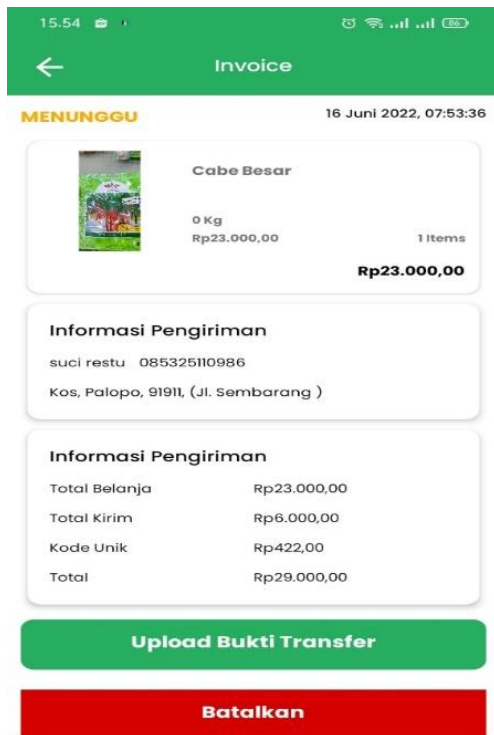 15.54 86
Invoice
MENUNGGU 16 Juni 2022, 07:53:36
Cabe Besar
0 Kg
Rp23.000,00 1 Items
Rp23.000,00
Informasi Pengiriman
suci restu 085325110986
Kos, Palopo, 91911, (Jl. Sembarang )
Informasi Pengiriman
Total Belanja Rp23.000,00
Total Kirim Rp6.000,00
Kode Unik Rp422,00
Total Rp29.000,00
Upload Bukti Transfer
Batalkan